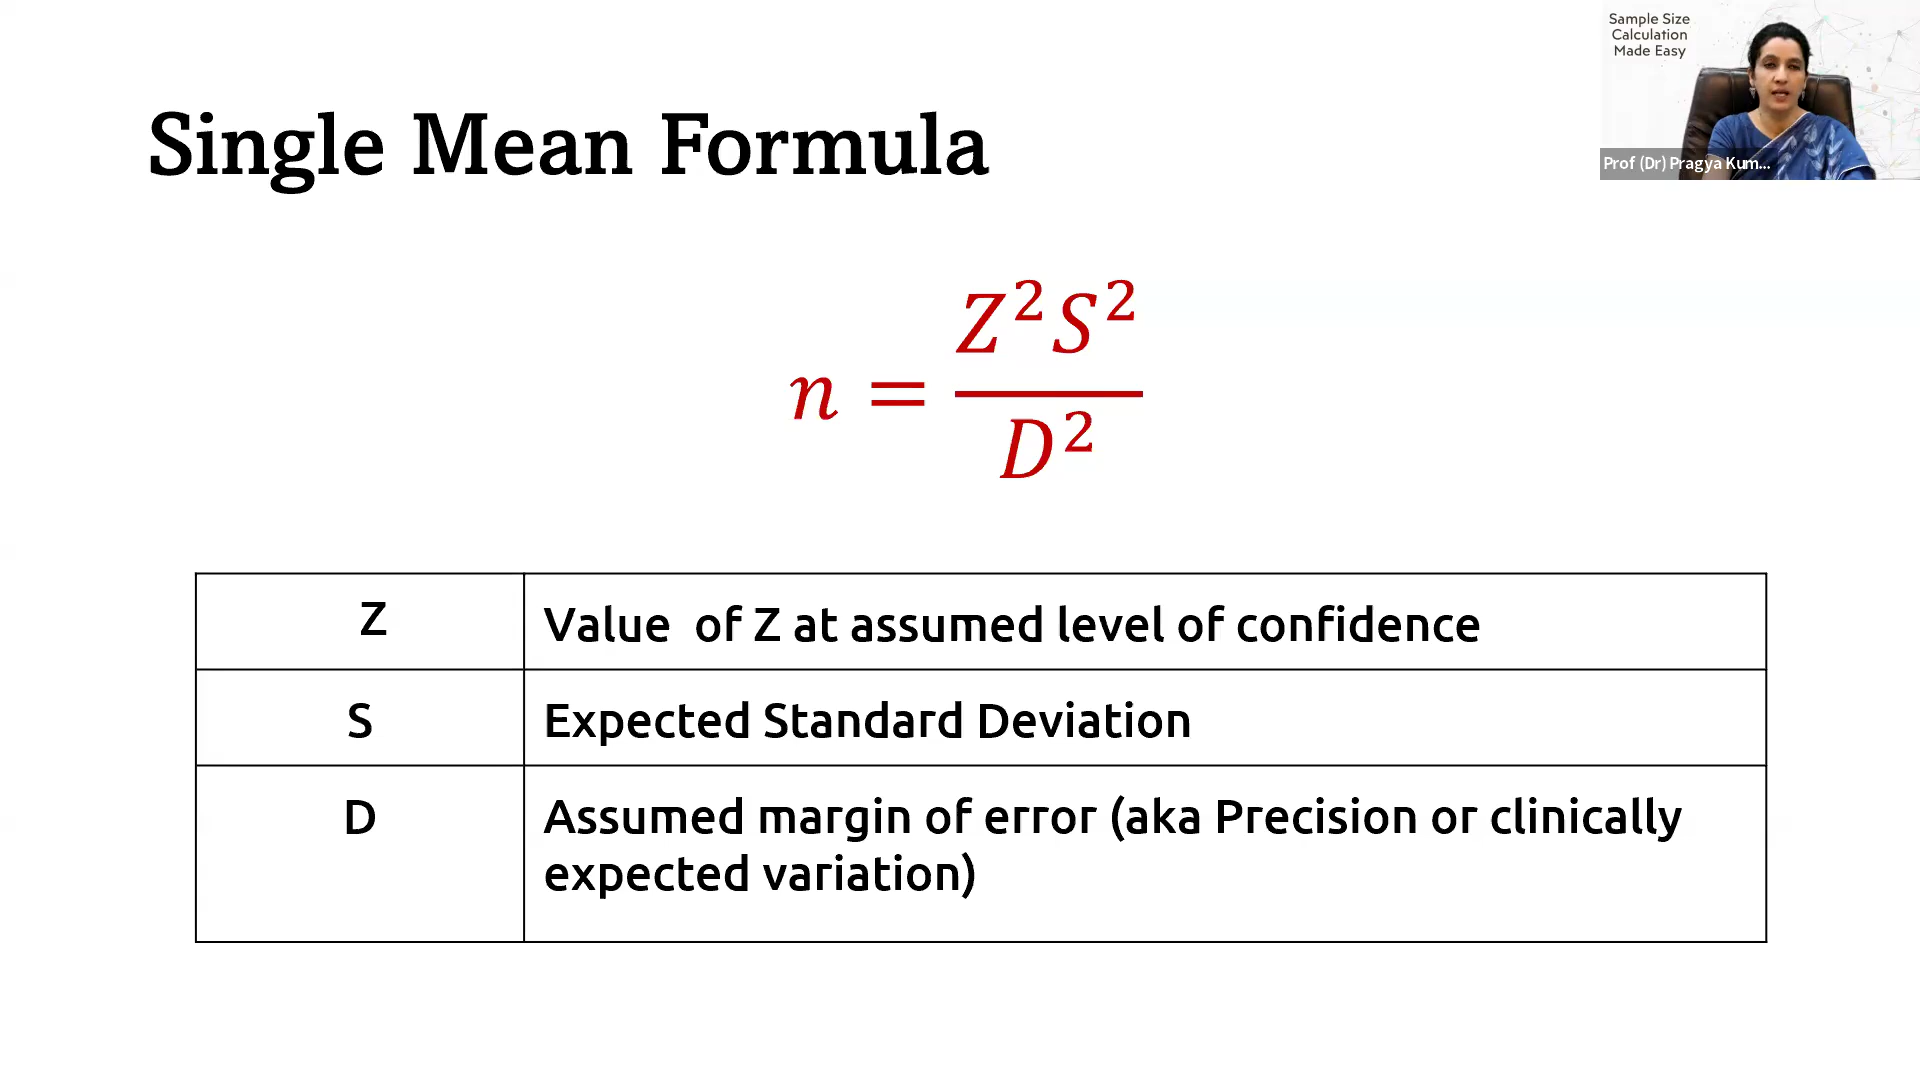 Sample Size
Calculation
Made Easy
Prof (Dr) Pragya Kum...
Single Mean Formula
n = Z²S² / D²
Z Value of Z at assumed level of confidence
S Expected Standard Deviation
D Assumed margin of error (aka Precision or clinically
expected variation)